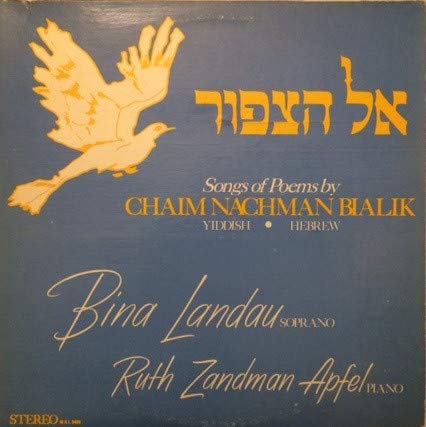 אל הצפור
Songs of Poems by
CHAIM NACHMAN BIALIK
YIDDISH • HEBREW
Bina Landau SOPRANO
Ruth Zandman Apfel PIANO
STEREO